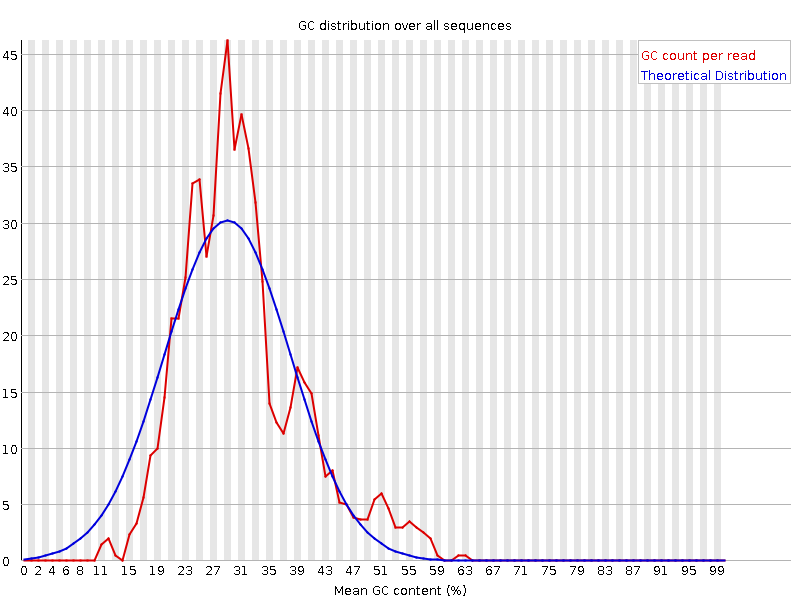 GC distribution over all sequences
GC count per read
Theoretical Distribution
45
40
35
30
25
20
15
10
5
0
0 2 4 6 8 11 15 19 23 27 31 35 39 43 47 51 55 59 63 67 71 75 79 83 87 91 95 99
Mean GC content (%)